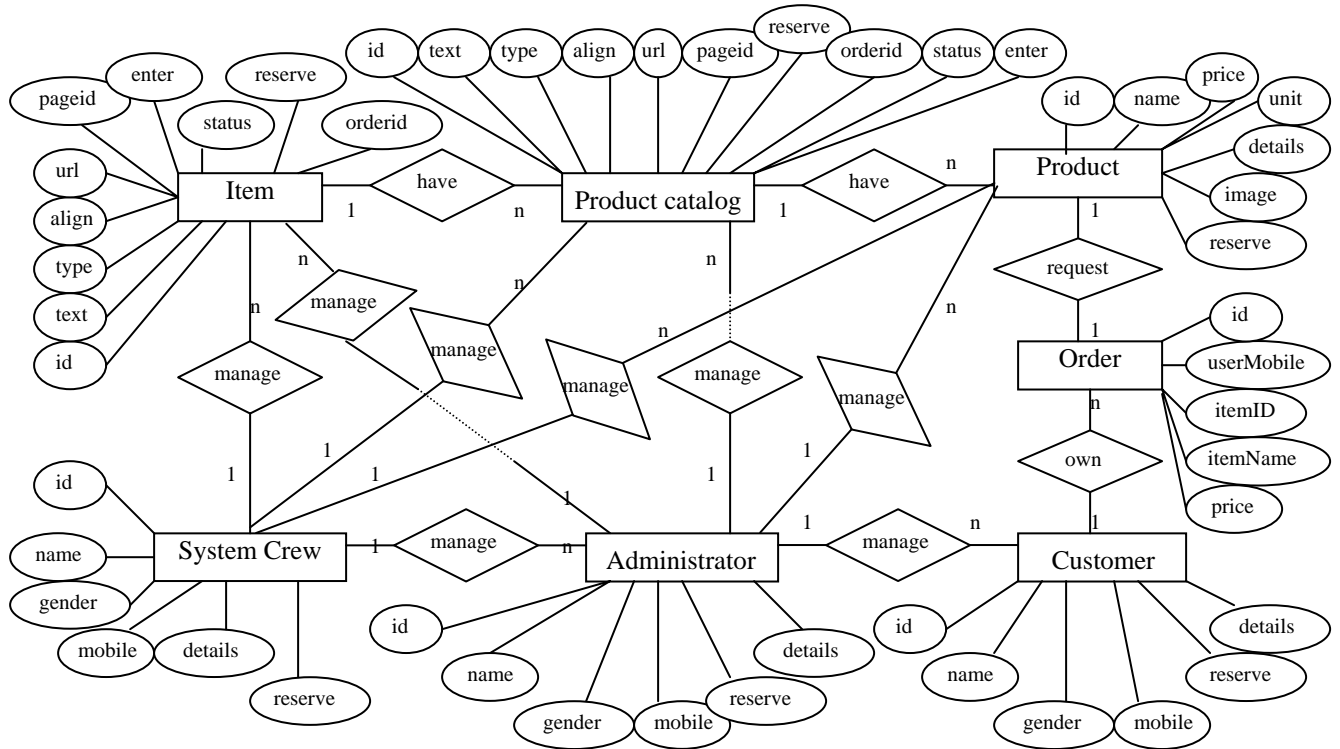 reserve
id text type align url pageid orderid status enter
enter reserve
pageid
status orderid
price
id name unit
details
image
reserve
url
align
type
text
id
Item
have
Product catalog
have
Product
1 n 1 n
n
n
n
n
1
manage
manage
manage
n
manage
manage
n
manage
n
request
1
Order
id
userMobile
itemID
itemName
price
n
own
1
1
1
1
1
1
1
id
name
gender
mobile
details
reserve
System Crew
1
manage
n
Administrator
1
manage
n
Customer
id
name
gender
mobile
reserve
details
id
name
gender
mobile
reserve
details